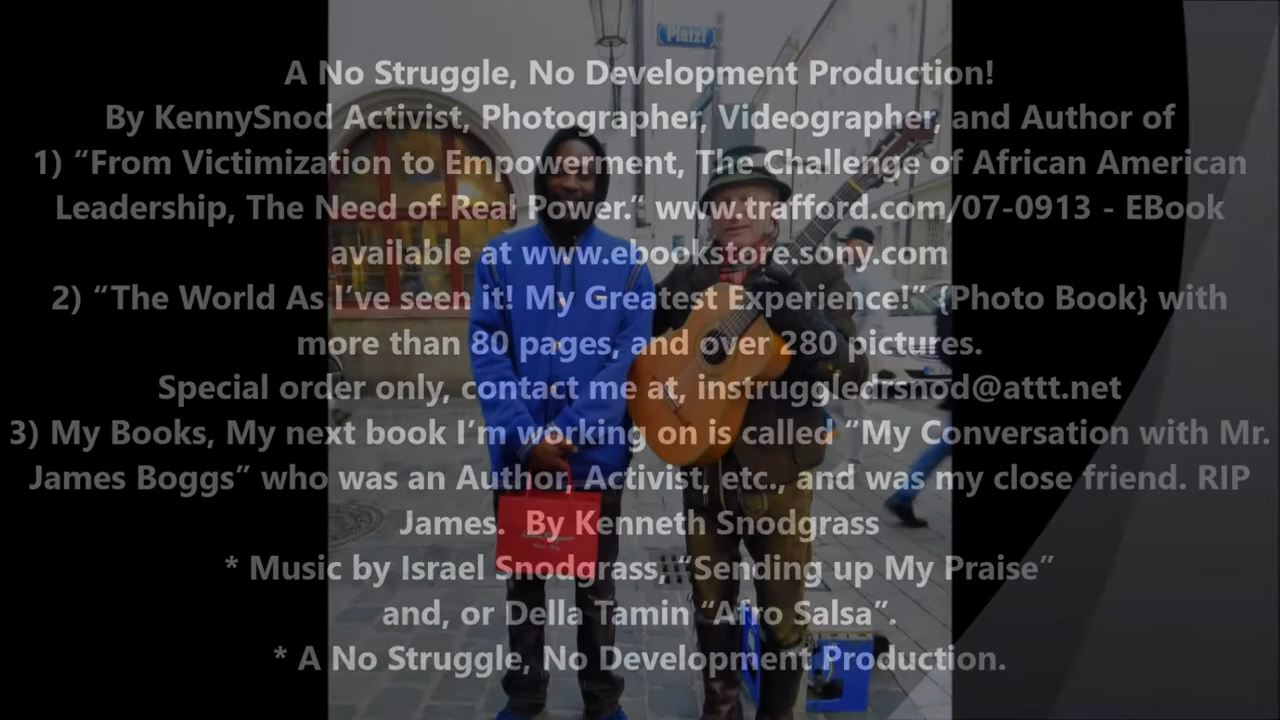 Platzl
A No Struggle, No Development Production!
By KennySnod Activist, Photographer, Videographer, and Author of
1) “From Victimization to Empowerment, The Challenge of African American
Leadership, The Need of Real Power.” www.trafford.com/07-0913 - EBook
available at www.ebookstore.sony.com
2) “The World As I’ve seen it! My Greatest Experience!” {Photo Book} with
more than 80 pages, and over 280 pictures.
Special order only, contact me at, instruggledrsnod@attt.net
3) My Books, My next book I’m working on is called “My Conversation with Mr.
James Boggs” who was an Author, Activist, etc., and was my close friend. RIP
James. By Kenneth Snodgrass
* Music by Israel Snodgrass, “Sending up My Praise”
and, or Della Tamin “Afro Salsa”.
* A No Struggle, No Development Production.